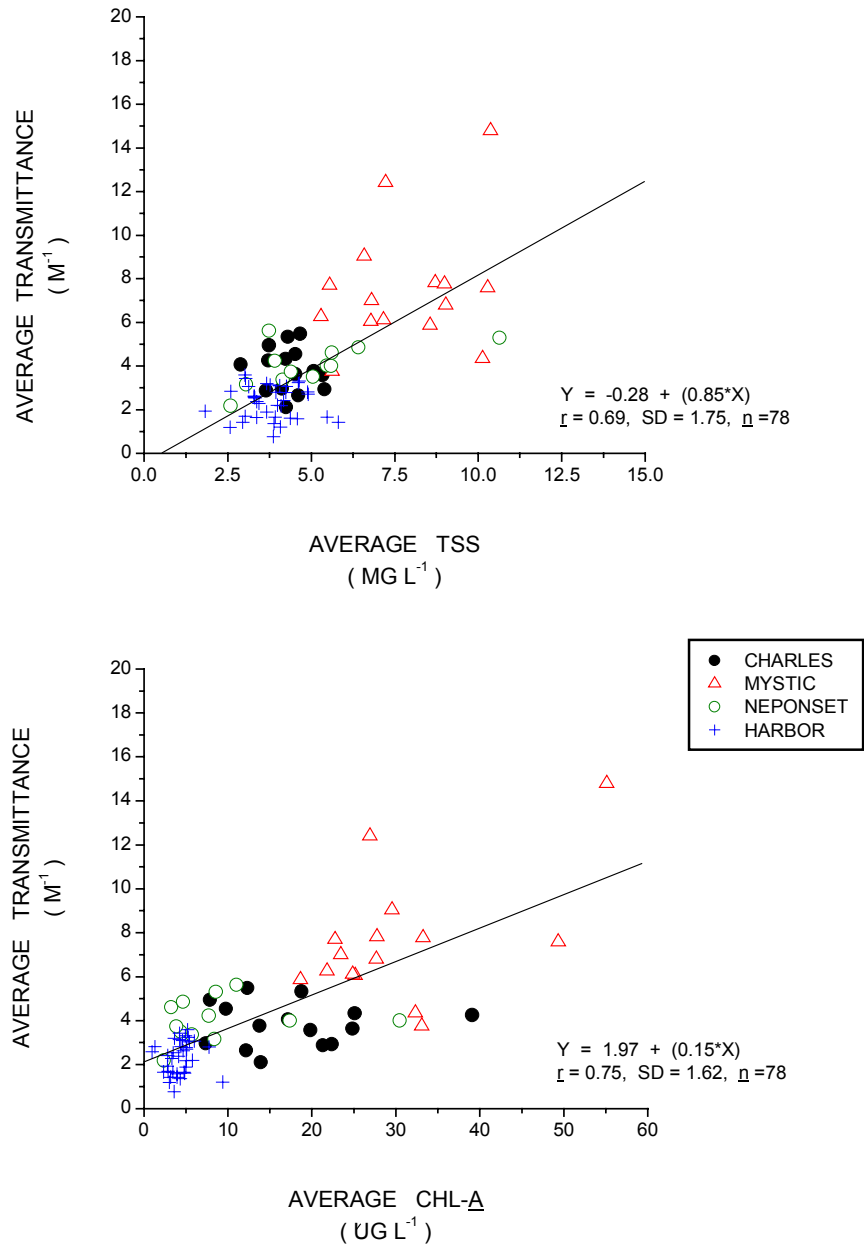 20
18
16
14
12
10
8
6
4
2
0
AVERAGE TRANSMITTANCE
( M-1 )
Y = -0.28 + (0.85*X)
r = 0.69, SD = 1.75, n =78
0.0 2.5 5.0 7.5 10.0 12.5 15.0
AVERAGE TSS
( MG L-1 )
CHARLES
MYSTIC
NEPONSET
HARBOR
20
18
16
14
12
10
8
6
4
2
0
AVERAGE TRANSMITTANCE
( M-1 )
Y = 1.97 + (0.15*X)
r = 0.75, SD = 1.62, n =78
0 10 20 30 40 50 60
AVERAGE CHL-A
( UG L-1 )